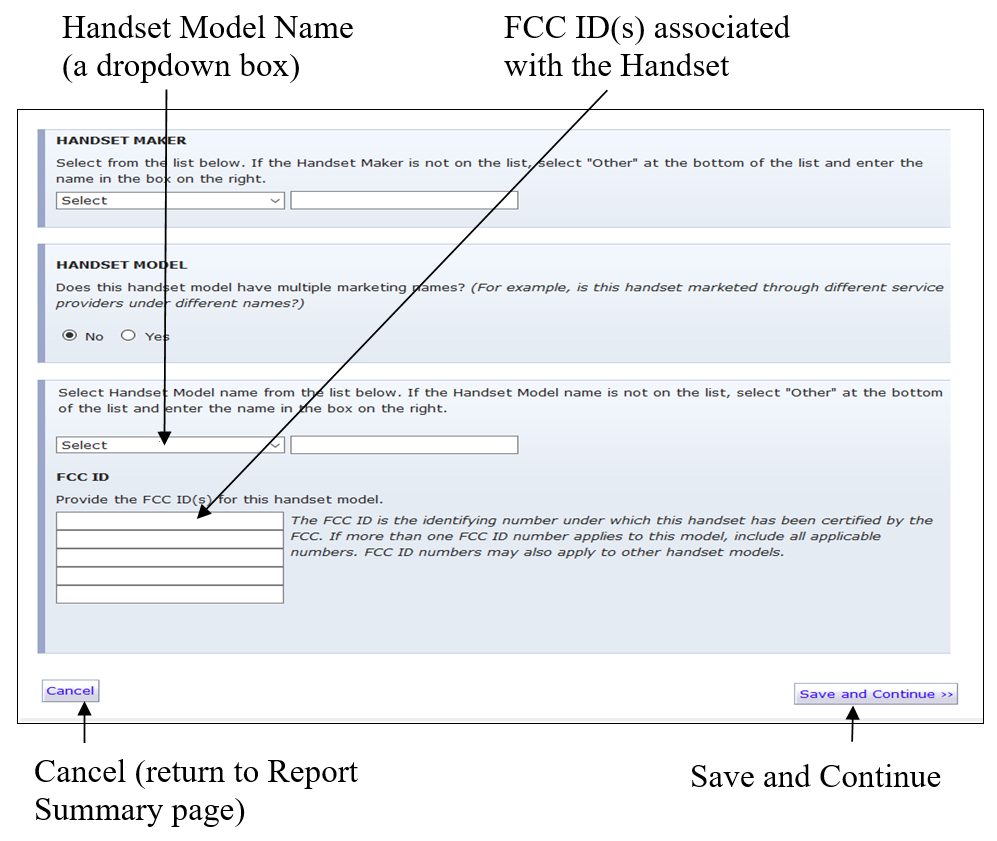 Handset Model Name
(a dropdown box)
FCC ID(s) associated
with the Handset
HANDSET MAKER
Select from the list below. If the Handset Maker is not on the list, select "Other" at the bottom of the list and enter the
name in the box on the right.
Select
HANDSET MODEL
Does this handset model have multiple marketing names? (For example, is this handset marketed through different service
providers under different names?)
No Yes
Select Handset Model name from the list below. If the Handset Model name is not on the list, select "Other" at the bottom
of the list and enter the name in the box on the right.
Select
FCC ID
Provide the FCC ID(s) for this handset model.
The FCC ID is the identifying number under which this handset has been certified by the
FCC. If more than one FCC ID number applies to this model, include all applicable
numbers. FCC ID numbers may also apply to other handset models.
Cancel
Save and Continue >>
Cancel (return to Report
Summary page)
Save and Continue